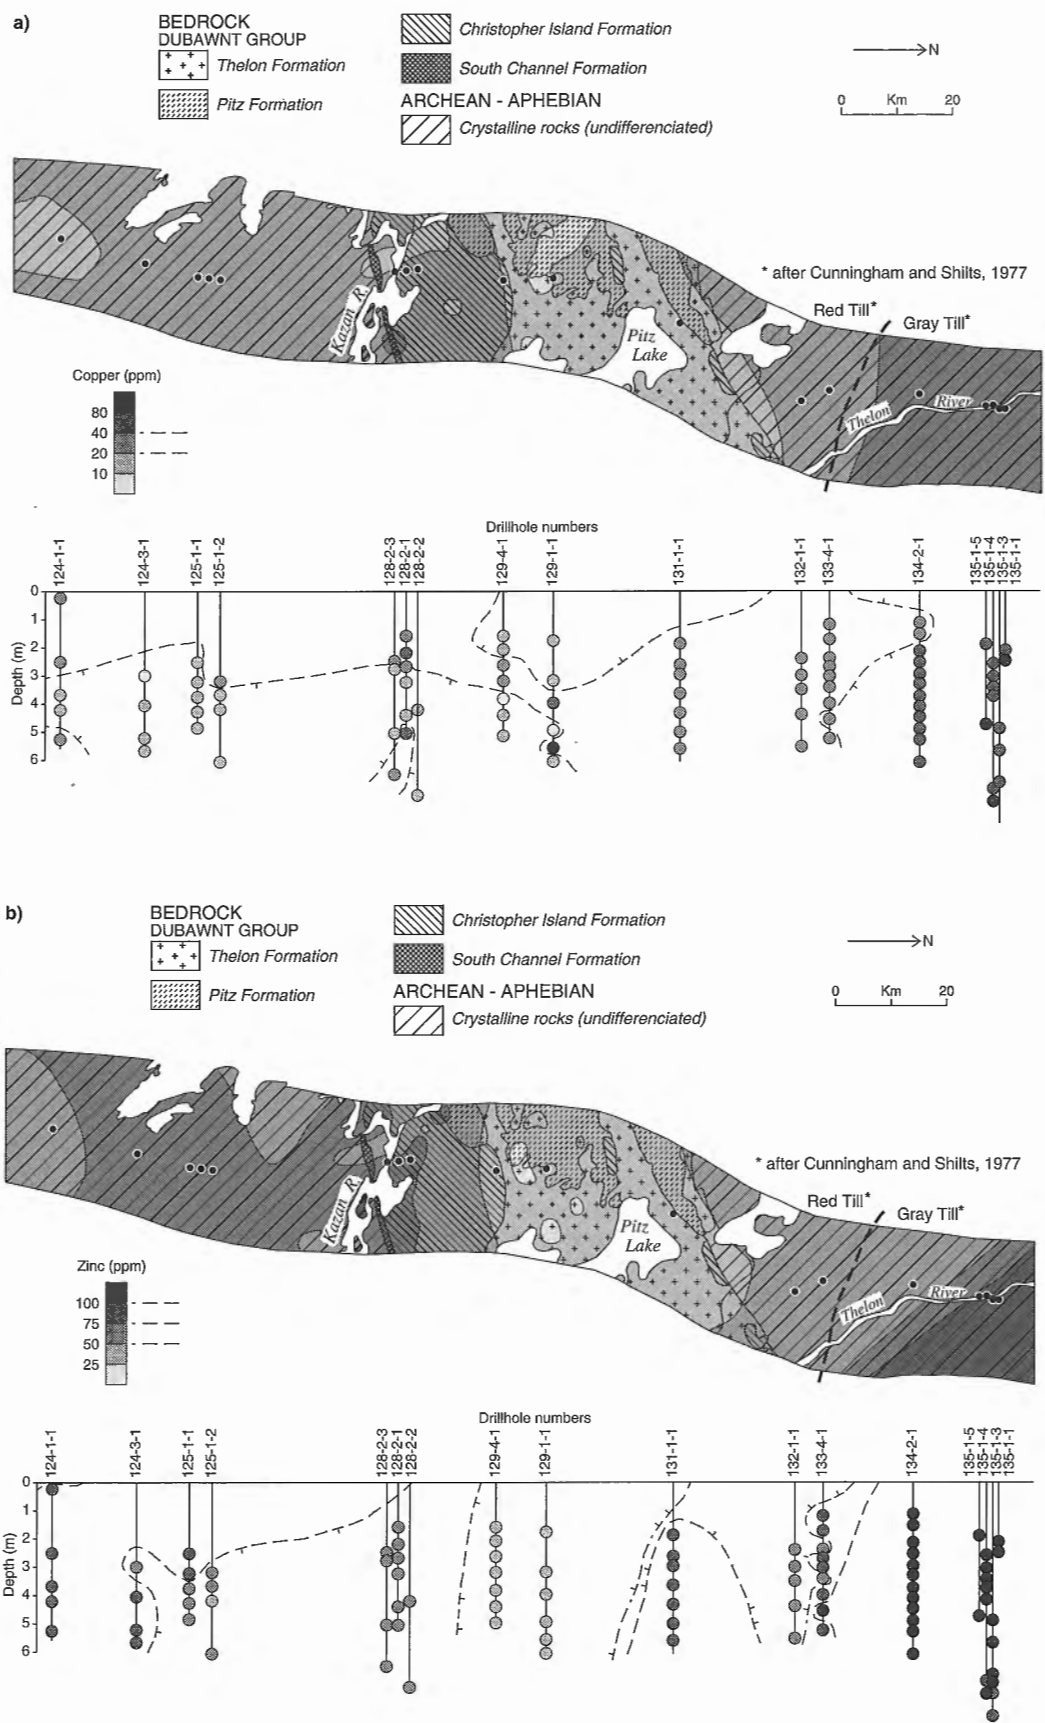 a)
BEDROCK
DUBAWNT GROUP
Thelon Formation
Pitz Formation
Christopher Island Formation
South Channel Formation
ARCHEAN - APHEBIAN
Crystalline rocks (undifferenciated)
N
0 Km 20
* after Cunningham and Shilts, 1977
Red Till*
Gray Till*
Kazan R.
Pitz
Lake
Thelon
River
Copper (ppm)
80
40
20
10
Drillhole numbers
124-1-1
124-3-1
125-1-1
125-1-2
128-2-3
128-2-1
128-2-2
129-4-1
129-1-1
131-1-1
132-1-1
133-4-1
134-2-1
135-1-5
135-1-4
135-1-3
135-1-1
Depth (m)
0
1
2
3
4
5
6
b)
BEDROCK
DUBAWNT GROUP
Thelon Formation
Pitz Formation
Christopher Island Formation
South Channel Formation
ARCHEAN - APHEBIAN
Crystalline rocks (undifferenciated)
N
0 Km 20
* after Cunningham and Shilts, 1977
Red Till*
Gray Till*
Kazan R.
Pitz
Lake
Thelon
River
Zinc (ppm)
100
75
50
25
Drillhole numbers
124-1-1
124-3-1
125-1-1
125-1-2
128-2-3
128-2-1
128-2-2
129-4-1
129-1-1
131-1-1
132-1-1
133-4-1
134-2-1
135-1-5
135-1-4
135-1-3
135-1-1
Depth (m)
0
1
2
3
4
5
6